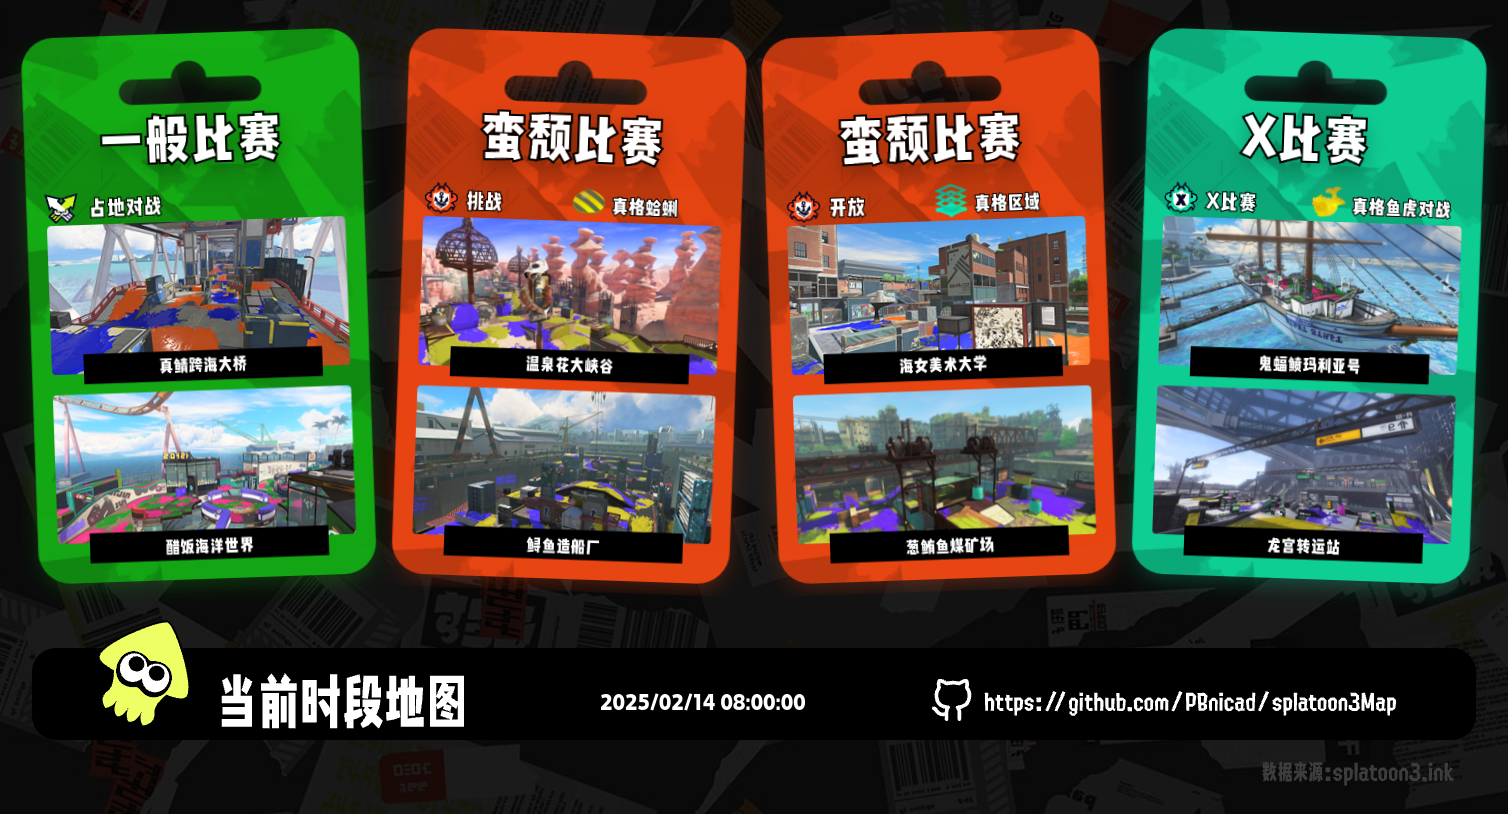 一般比赛
占地对战
真鲭跨海大桥
醋饭海洋世界
蛮颓比赛
挑战
真格蛤蜊
温泉花大峡谷
鲟鱼造船厂
蛮颓比赛
开放
真格区域
海女美术大学
葱鲔鱼煤矿场
X比赛
X比赛
真格鱼虎对战
鬼蝠鲼玛利亚号
龙宫转运站
当前时段地图
2025/02/14 08:00:00
https://github.com/PBnicad/splatoon3Map
数据来源:splatoon3.ink